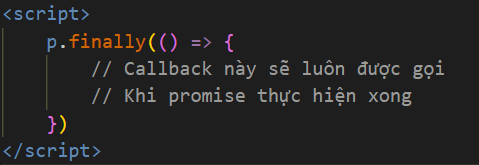 <script>
p.finally(() => {
// Callback này sẽ luôn được gọi
// Khi promise thực hiện xong
})
</script>